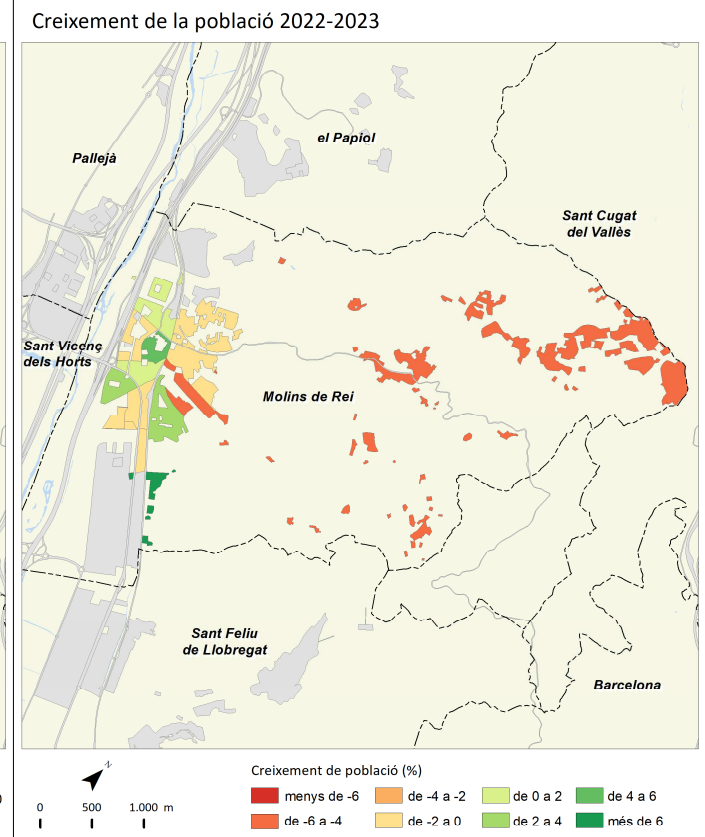 Creixement de la població 2022-2023
el Papiol
Pallejà
Sant Cugat
del Vallès
Sant Vicenç
dels Horts
Molins de Rei
Sant Feliu
de Llobregat
Barcelona
N
0 500 1.000 m
Creixement de població (%)
menys de -6
de -4 a -2
de 0 a 2
de 4 a 6
de -6 a -4
de -2 a 0
de 2 a 4
més de 6